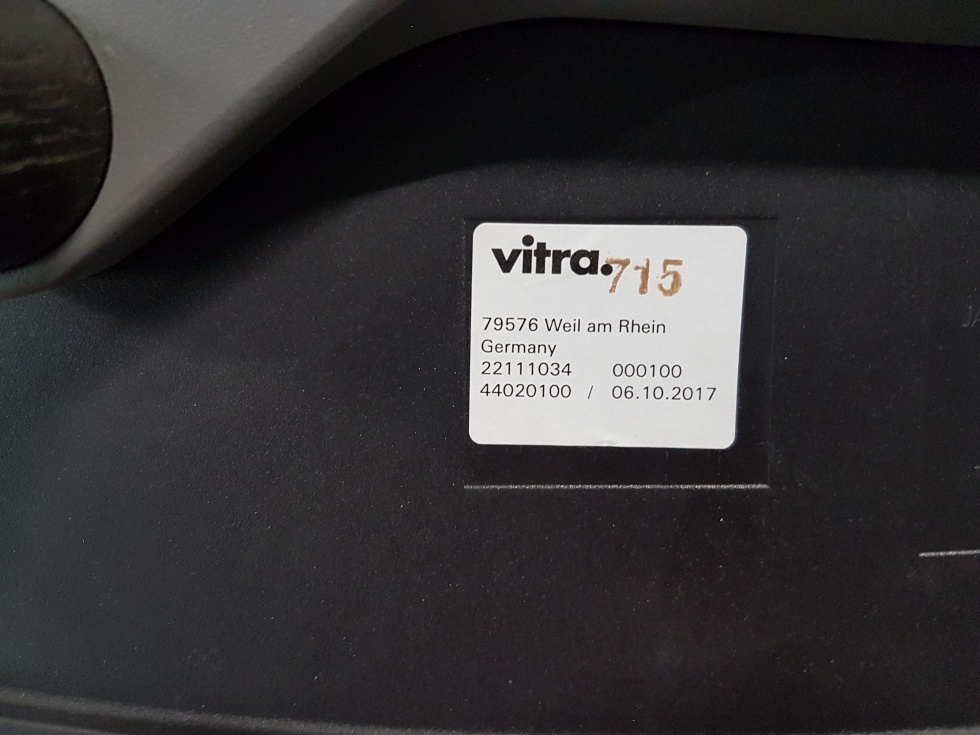 vitra. 715
79576 Weil am Rhein
Germany
22111034 000100
44020100 / 06.10.2017